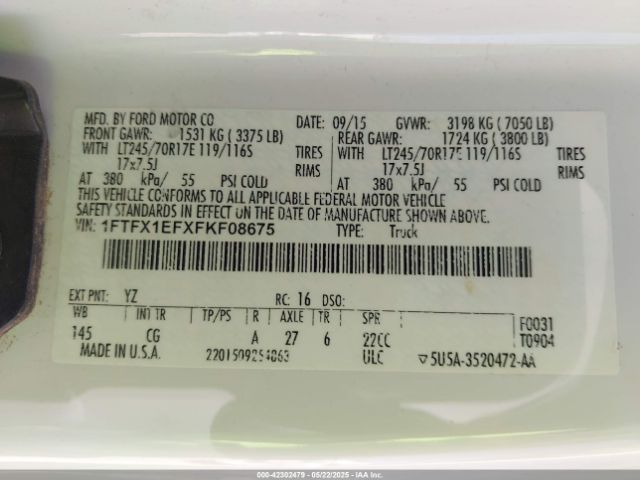 MFD. BY FORD MOTOR CO DATE: 09/15 GVWR: 3198 KG ( 7050 LB)
FRONT GAWR: 1531 KG ( 3375 LB) REAR GAWR: 1724 KG ( 3800 LB)
WITH LT245/70R17E 119/116S TIRES WITH LT245/70R17E 119/116S TIRES
17x7.5J RIMS 17x7.5J RIMS
AT 380 kPa/ 55 PSI COLD AT 380 kPa/ 55 PSI COLD
THIS VEHICLE CONFORMS TO ALL APPLICABLE FEDERAL MOTOR VEHICLE
SAFETY STANDARDS IN EFFECT ON THE DATE OF MANUFACTURE SHOWN ABOVE.
VIN: 1FTFX1EFXFKF08675 TYPE: Truck
EXT PNT: YZ RC: 16 DSO:
WB INT TR TP/PS R AXLE TR SPR F0031
145 CG A 27 6 22CC T0904
MADE IN U.S.A. 2201509254063 ULC ▽5U5A-3520472-AA
000-42302479 - 05/22/2025 - IAAI.COM